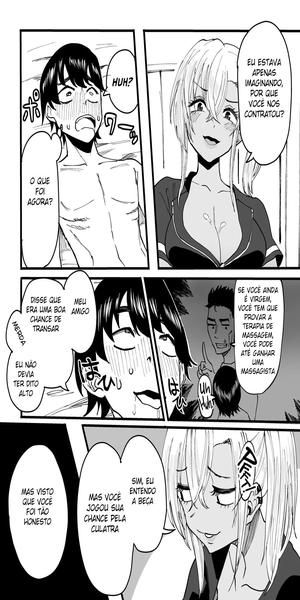 EU ESTAVA
APENAS
IMAGINANDO,
POR QUE
VOCÊ NOS
CONTRATOU?
HUH?
ポ
ワ〜ッ
O QUE
FOI
AGORA?
SE VOCÊ AINDA
É VIRGEM,
VOCÊ TEM QUE
PROVAR A
TERAPIA DE
MASSAGEM,
VOCÊ PODE
ATÉ GANHAR
UMA
MASSAGISTA
MEU
AMIGO
DISSE QUE
ERA UMA BOA
CHANCE DE
TRANSAR
MERDA
EU NÃO
DEVIA
TER DITO
ALTO
SIM, EU
ENTENDO
A BEÇA
MAS VOCÊ
JOGOU SUA
CHANCE PELA
CULATRA
MAS VISTO
QUE VOCÊ
FOI TÃO
HONESTO